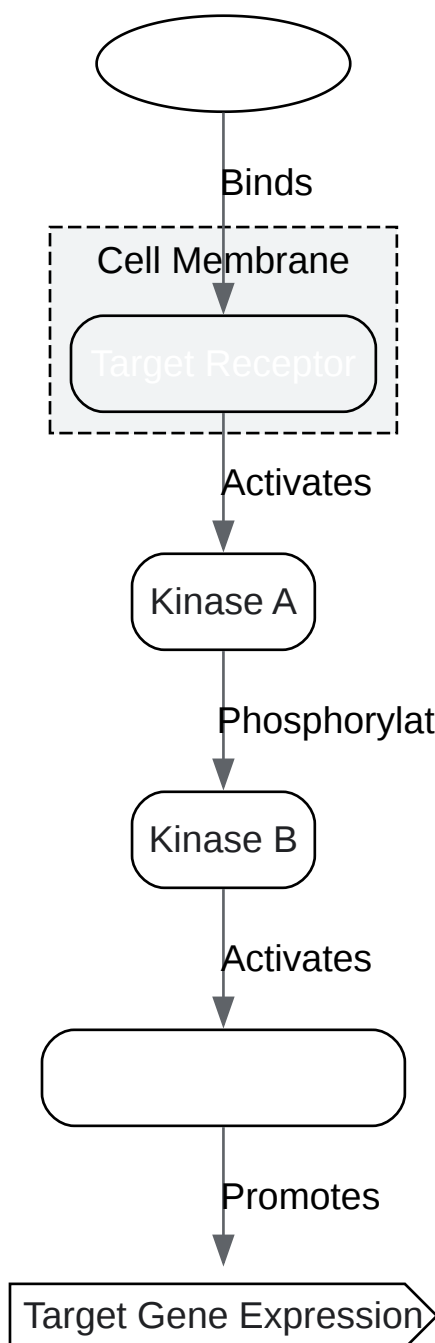 Binds
Cell Membrane
Target Receptor
Activates
Kinase A
Phosphorylat
Kinase B
Activates
Promotes
Target Gene Expression